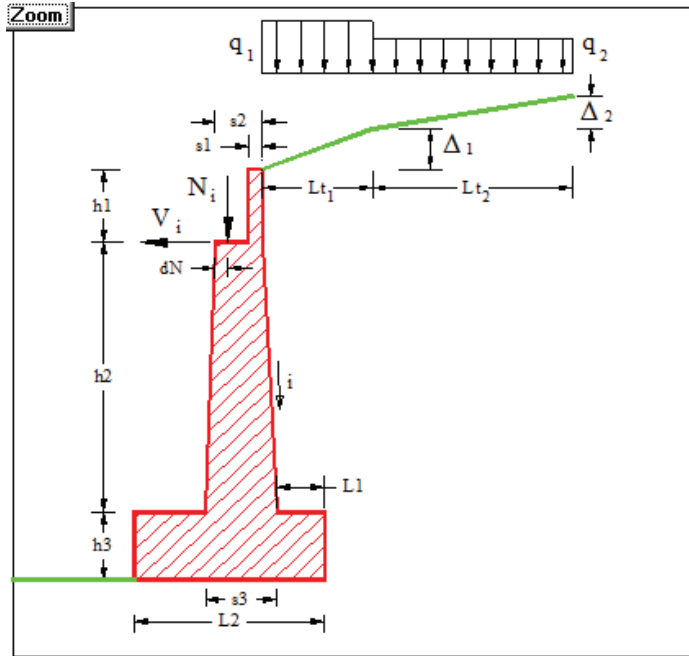 Zoom
q1 q2
s2
Δ2
s1
Δ1
Ni
Lt1 Lt2
h1
Vi
dN
h2
i
L1
h3
s3
L2